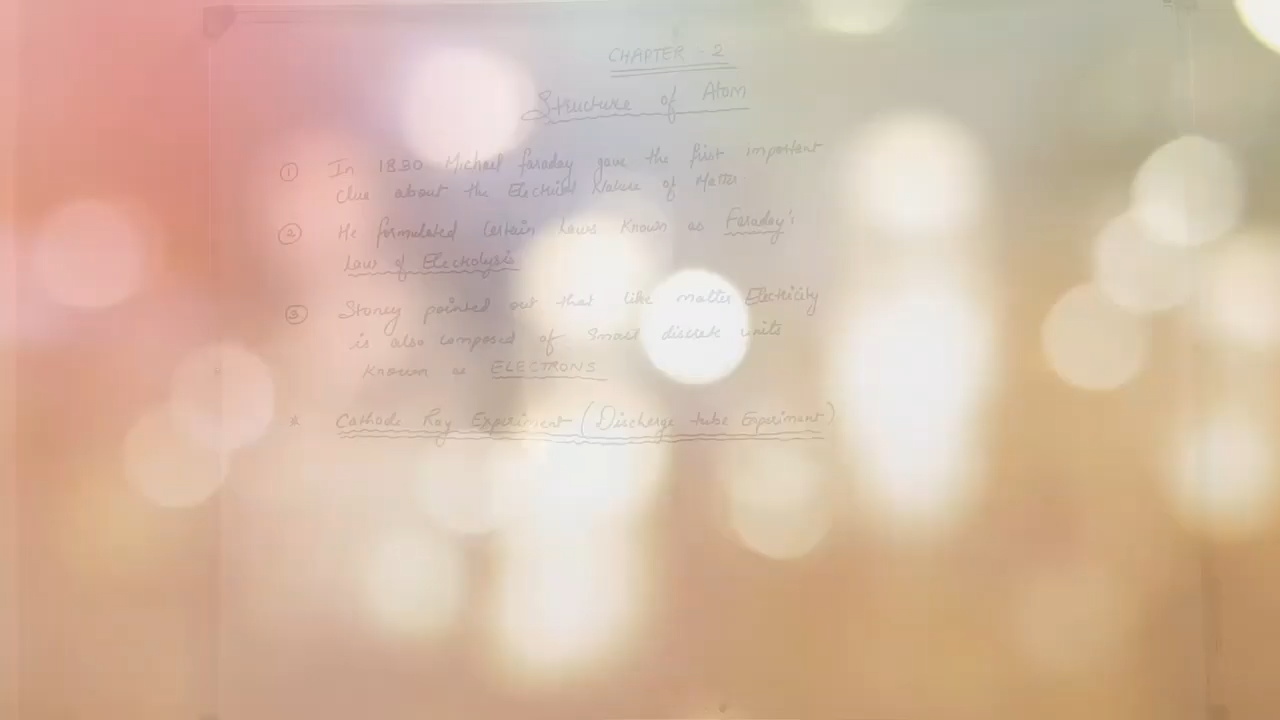 CHAPTER - 2
Structure of Atom
① In 1830 Michael faraday gave the first important
clue about the Electrical Nature of Matter.
② He formulated Certain Laws Known as Faraday's
Law of Electrolysis
③ Stoney pointed out that like matter Electricity
is also composed of Small discrete units
Known as ELECTRONS
* Cathode Ray Experiment (Discharge tube Experiment)